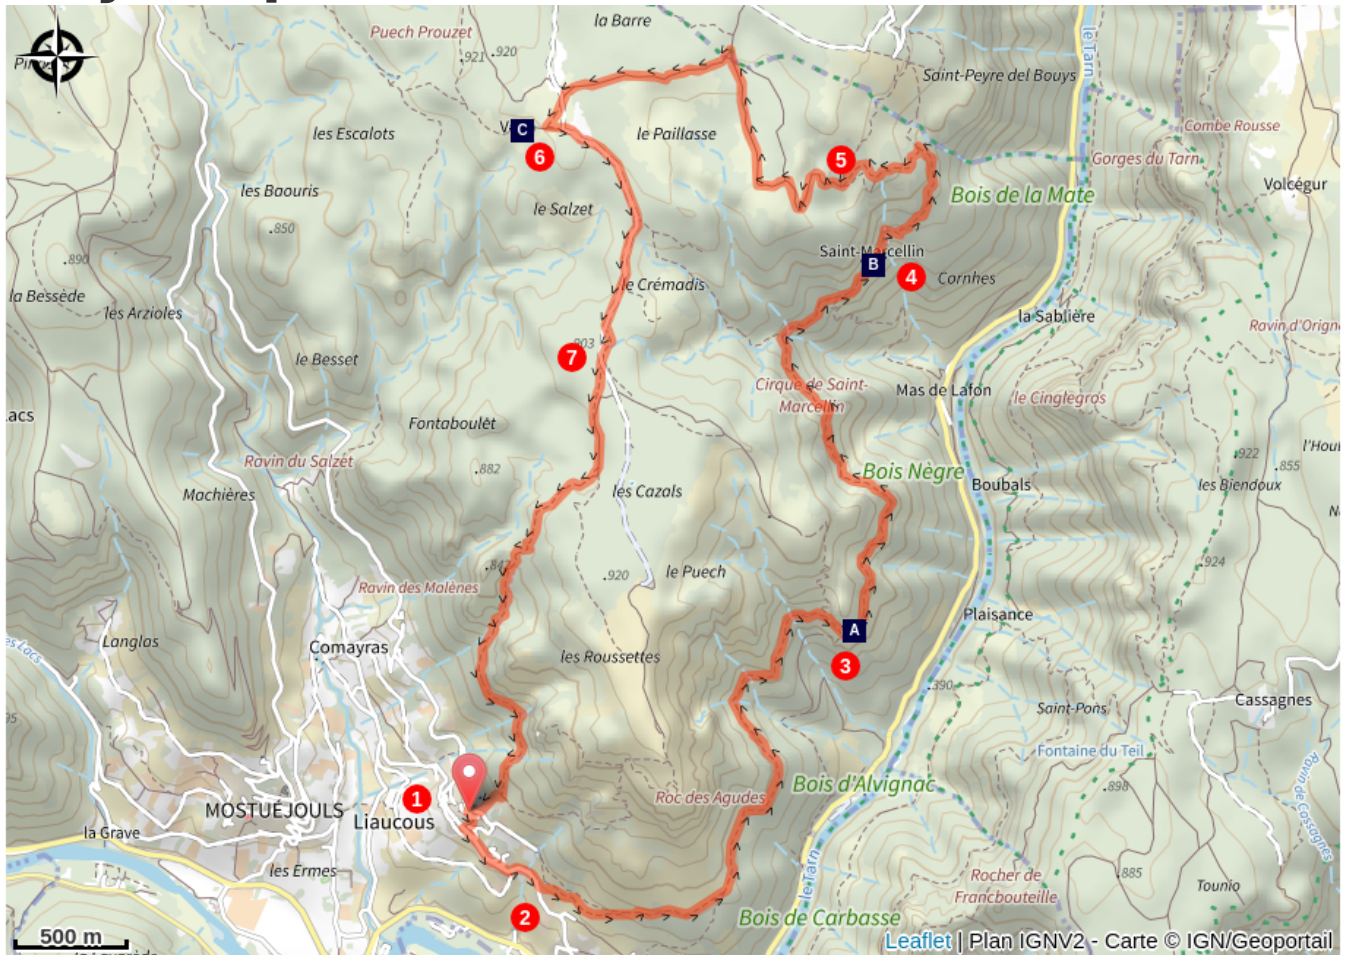 la Barre
Puech Prouzet
.921
.920
le Tarn
Saint-Peyre del Bouys
les Escalots
C
le Paillasse
Combe Rousse
6
5
Gorges du Tarn
les Baouris
Bois de la Mate
Volcégur
le Salzet
.850
.890
Saint-Marcellin
B
4
Cornhes
la Bessède
le Crémadis
les Arzioles
la Sablière
903
7
le Besset
Cirque de Saint-
Marcellin
Mas de Lafon
le Cinglegros
Fontaboulét
Ravin du Salzet
.882
Bois Nègre
.922
.855
Machières
les Cazals
Boubals
les Biendoux
.924
.920
le Puech
Ravin des Malènes
Plaisance
Langlas
Comayras
A
les Roussettes
3
.390
Cassagnes
Saint-Pons
Fontaine du Teil
Roc des Agudes
Bois d'Alvignac
.898
MOSTUÉJOULS
1
Liaucous
la Grave
Ravin de Cassagnes
les Ermes
le Tarn
Rocher de
Francbouteille
.885
Tounio
2
Bois de Carbasse
500 m
Leaflet | Plan IGNV2 - Carte © IGN/Geoportail